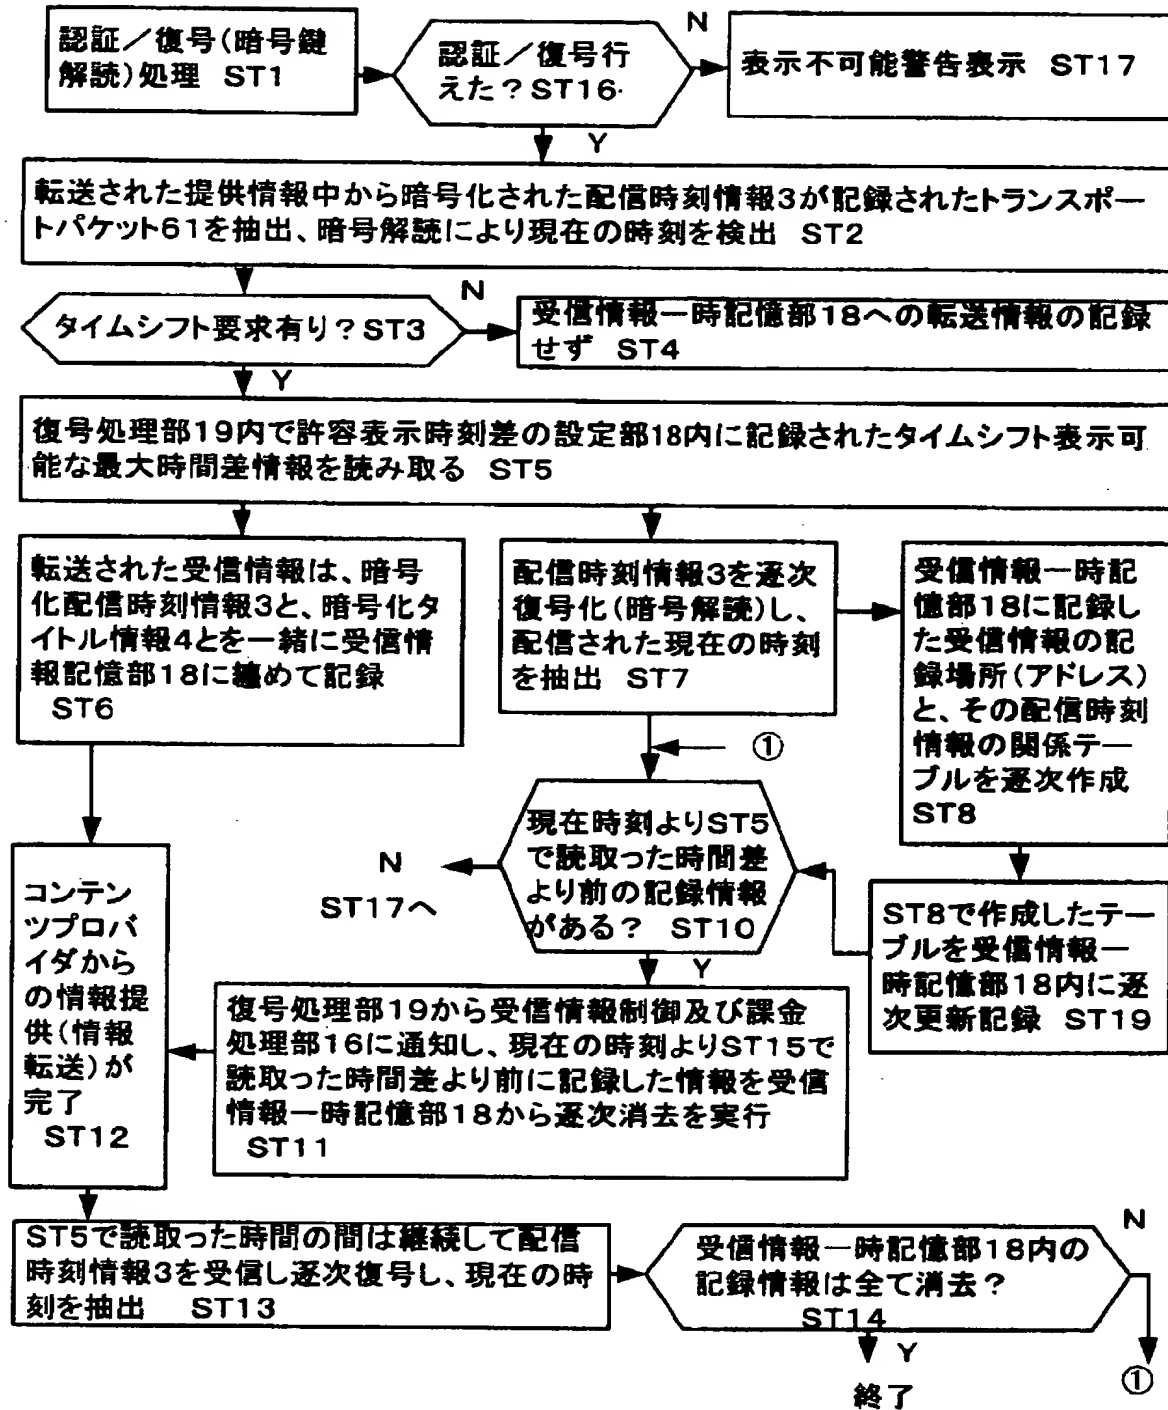 認証／復号(暗号鍵
解読)処理 ST1
認証／復号行
えた？ST16
N
表示不可能警告表示 ST17
Y
転送された提供情報中から暗号化された配信時刻情報3が記録されたトランスポー
トパケット61を抽出、暗号解読により現在の時刻を検出 ST2
タイムシフト要求有り？ST3
N
受信情報一時記憶部18への転送情報の記録
せず ST4
Y
復号処理部19内で許容表示時刻差の設定部18内に記録されたタイムシフト表示可
能な最大時間差情報を読み取る ST5
転送された受信情報は、暗号
化配信時刻情報3と、暗号化タ
イトル情報4とを一緒に受信情
報記憶部18に纏めて記録
ST6
配信時刻情報3を逐次
復号化(暗号解読)し、
配信された現在の時刻
を抽出 ST7
受信情報一時記
憶部18に記録し
た受信情報の記
録場所(アドレス)
と、その配信時刻
情報の関係テー
ブルを逐次作成
ST8
①
現在時刻よりST5
で読取った時間差
より前の記録情報
がある？ ST10
N
ST17へ
Y
ST8で作成したテー
ブルを受信情報一
時記憶部18内に逐
次更新記録 ST19
コンテン
ツプロバ
イダから
の情報提
供(情報
転送)が
完了
ST12
復号処理部19から受信情報制御及び課金
処理部16に通知し、現在の時刻よりST15で
読取った時間差より前に記録した情報を受信
情報一時記憶部18から逐次消去を実行
ST11
ST5で読取った時間の間は継続して配信
時刻情報3を受信し逐次復号し、現在の時
刻を抽出 ST13
受信情報一時記憶部18内の
記録情報は全て消去？
ST14
N
Y
①
終了